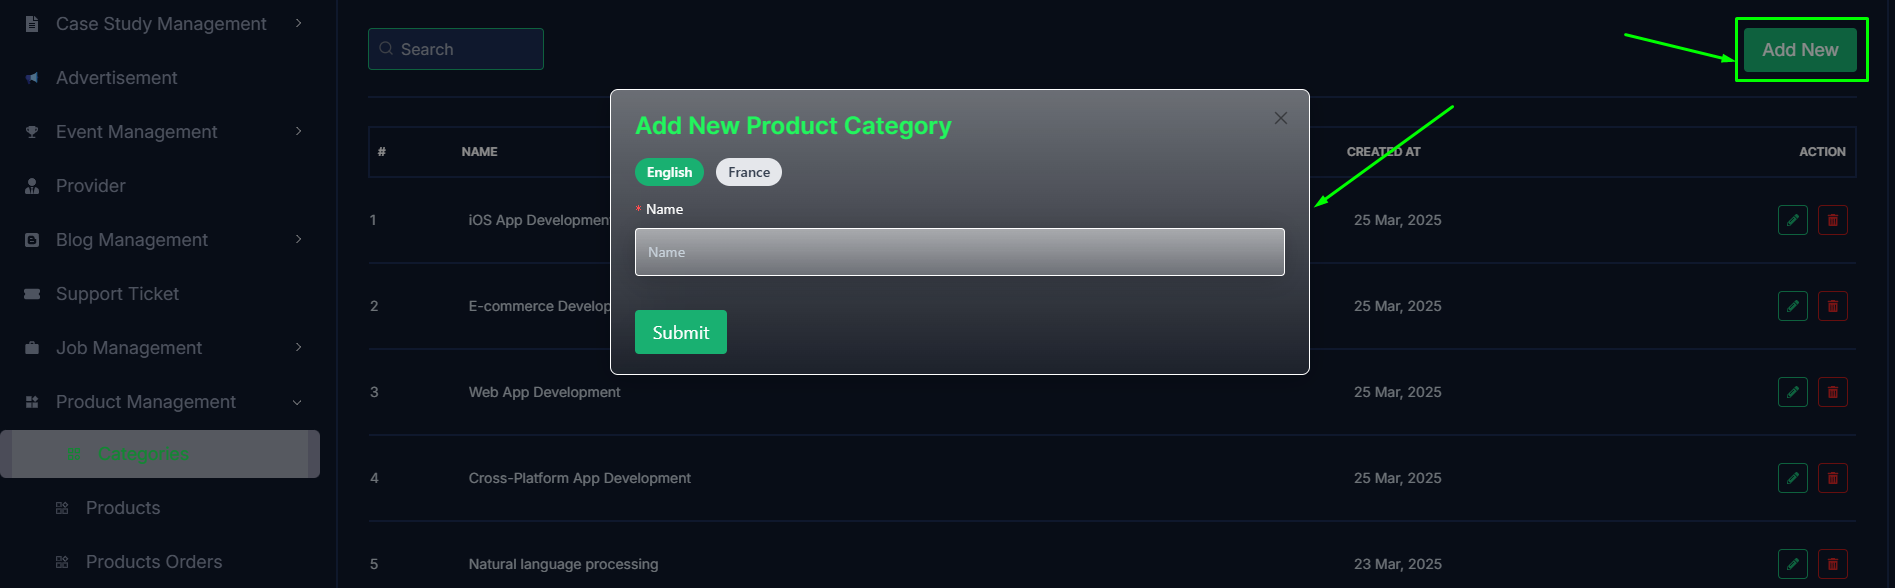 Case Study Management
Advertisement
Event Management
Provider
Blog Management
Support Ticket
Job Management
Product Management
Categories
Products
Products Orders
Search
Add New
# NAME CREATED AT ACTION
1 iOS App Development 25 Mar, 2025
2 E-commerce Develop 25 Mar, 2025
3 Web App Development 25 Mar, 2025
4 Cross-Platform App Development 25 Mar, 2025
5 Natural language processing 23 Mar, 2025
Add New Product Category
English France
* Name
Name
Submit